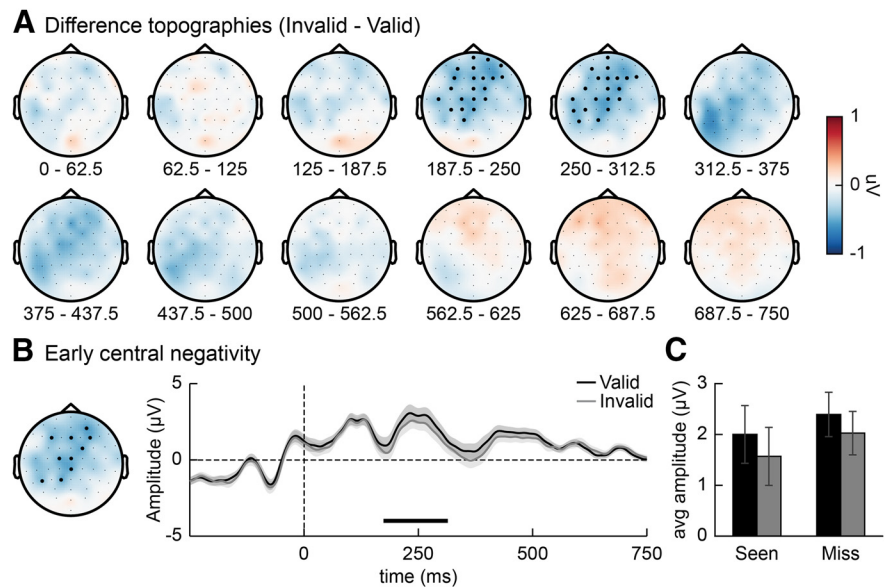 A Difference topographies (Invalid - Valid)
0 - 62.5 62.5 - 125 125 - 187.5 187.5 - 250 250 - 312.5 312.5 - 375
1
0
-1
uV
375 - 437.5 437.5 - 500 500 - 562.5 562.5 - 625 625 - 687.5 687.5 - 750
B Early central negativity
Amplitude (µV)
5
0
-5
Valid
Invalid
0 250 500 750
time (ms)
C
avg amplitude (µV)
3
2
1
0
Seen Miss